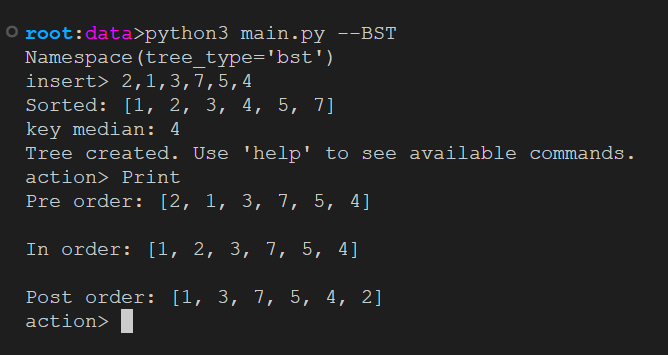 root:data>python3 main.py --BST
Namespace(tree_type='bst')
insert> 2,1,3,7,5,4
Sorted: [1, 2, 3, 4, 5, 7]
key median: 4
Tree created. Use 'help' to see available commands.
action> Print
Pre order: [2, 1, 3, 7, 5, 4]
In order: [1, 2, 3, 7, 5, 4]
Post order: [1, 3, 7, 5, 4, 2]
action>